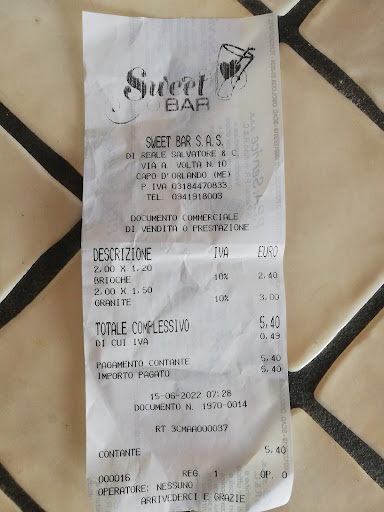 Sweet
BAR
SWEET BAR S.A.S.
DI REALE SALVATORE & C
VIA A. VOLTA N.10
CAPO D'ORLANDO (ME)
P.IVA 03184470833
TEL. 0941918003
DOCUMENTO COMMERCIALE
DI VENDITA O PRESTAZIONE
DESCRIZIONE IVA EURO
2,00 X 1,20
BRIOCHE 10% 2,40
2,00 X 1,50
GRANITE 10% 3,00
TOTALE COMPLESSIVO 5,40
DI CUI IVA 0,49
PAGAMENTO CONTANTE 5,40
IMPORTO PAGATO 5,40
15-06-2022 07:28
DOCUMENTO N. 1970-0014
RT 3CMAA000037
CONTANTE 5,40
000016 REG 1 OP. 0
OPERATORE: NESSUNO
ARRIVEDERCI E GRAZIE